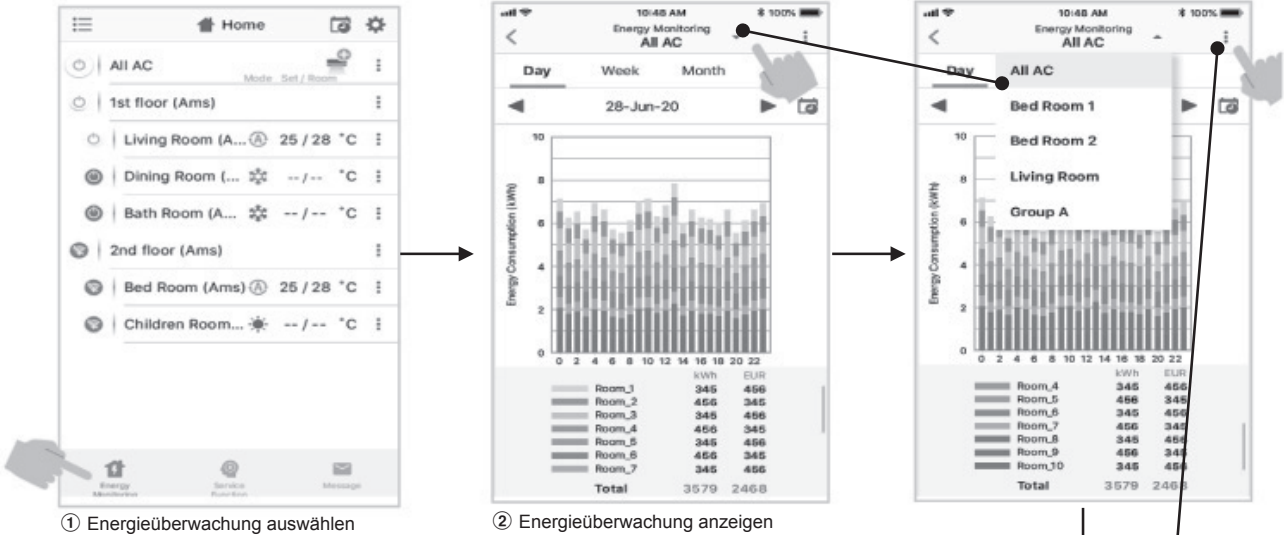 Home
All AC
Mode Set / Room
1st floor (Ams)
Living Room (A... A 25 / 28 °C
Dining Room (... -- / -- °C
Bath Room (A... -- / -- °C
2nd floor (Ams)
Bed Room (Ams) A 25 / 28 °C
Children Room... -- / -- °C
Energy
Monitoring
Service
Function
Message
① Energieüberwachung auswählen
10:48 AM 100%
Energy Monitoring
All AC
Day Week Month
28-Jun-20
Energy Consumption (kWh)
10
8
6
4
2
0
0 2 4 6 8 10 12 14 16 18 20 22
kWh EUR
Room_1 345 456
Room_2 456 345
Room_3 345 456
Room_4 456 345
Room_5 345 456
Room_6 456 345
Room_7 345 456
Total 3579 2468
② Energieüberwachung anzeigen
10:48 AM 100%
Energy Monitoring
All AC
Day
All AC
Bed Room 1
Bed Room 2
Living Room
Group A
Energy Consumption (kWh)
10
8
6
4
2
0
0 2 4 6 8 10 12 14 16 18 20 22
kWh EUR
Room_4 345 456
Room_5 456 345
Room_6 345 456
Room_7 456 345
Room_8 345 456
Room_9 456 345
Room_10 345 456
Total 3579 2468